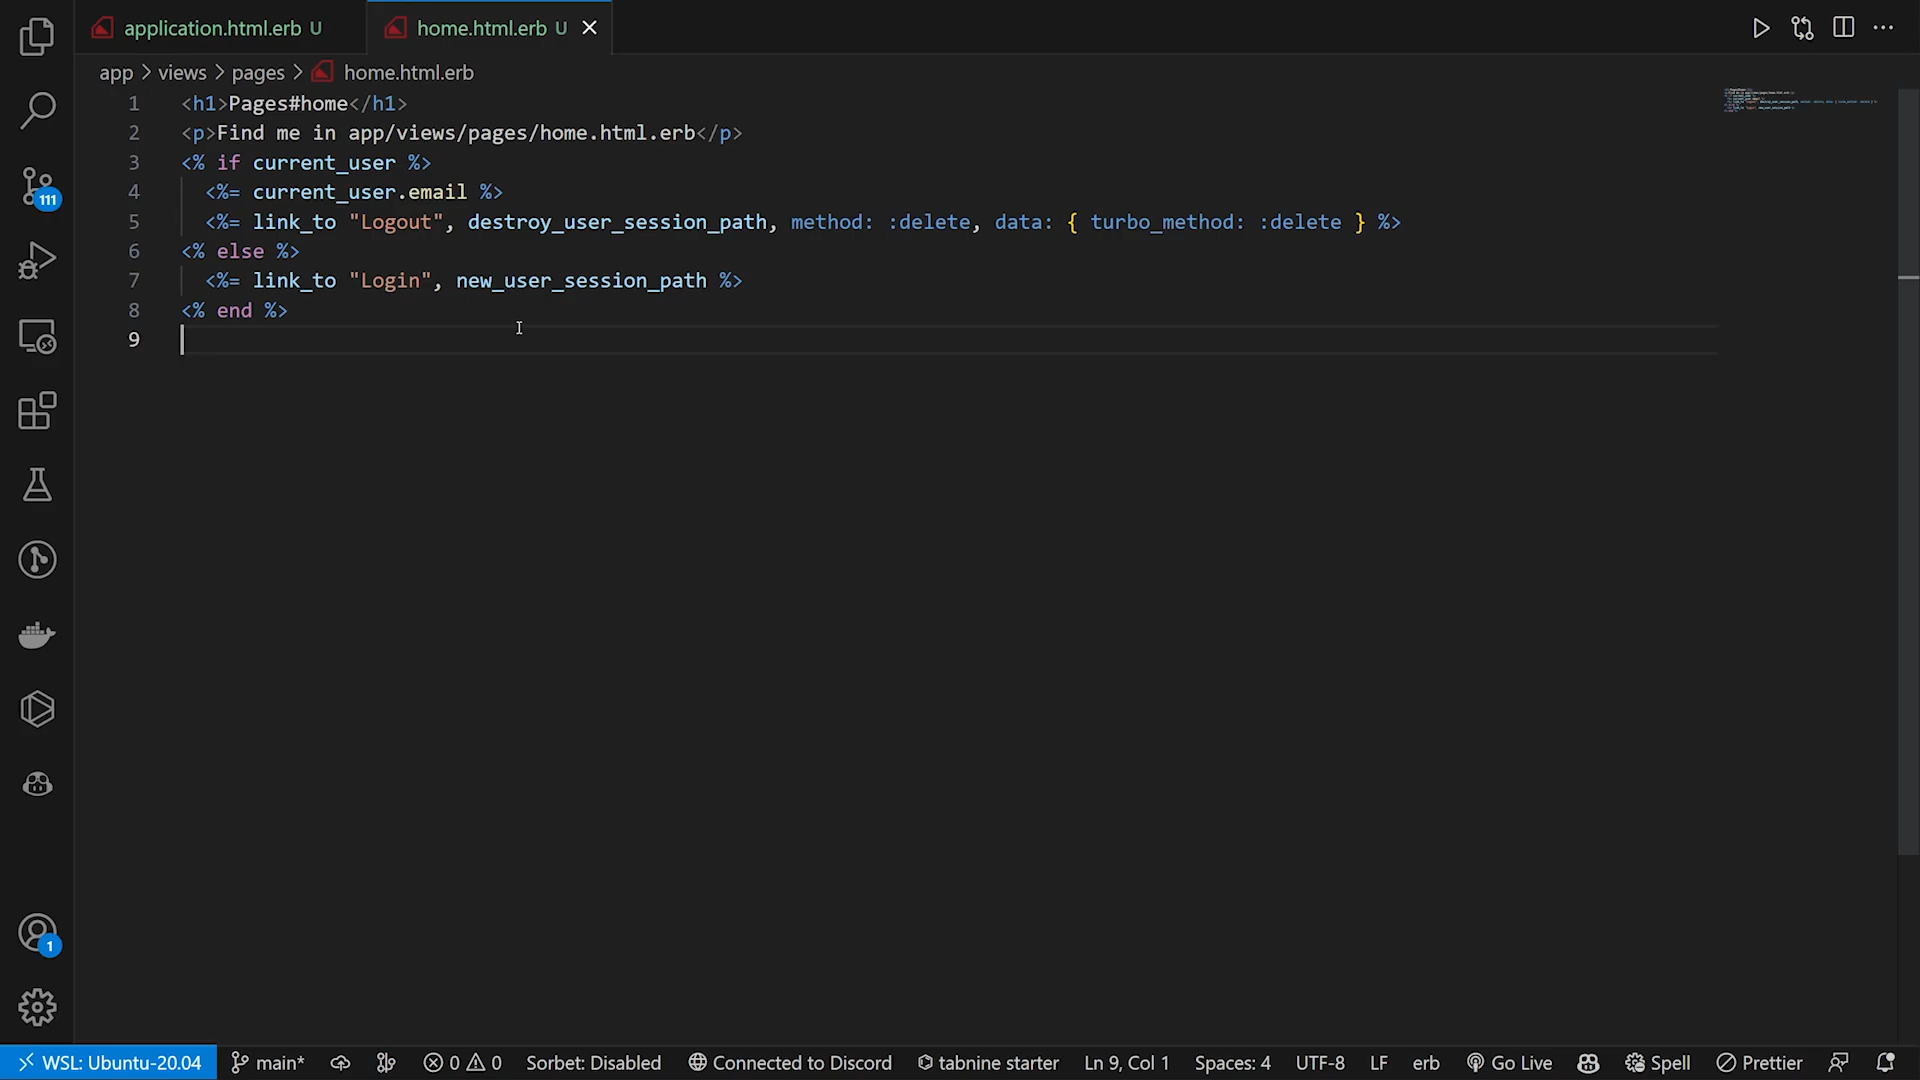 application.html.erb U
home.html.erb U
app > views > pages > home.html.erb
1 <h1>Pages#home</h1>
2 <p>Find me in app/views/pages/home.html.erb</p>
3 <% if current_user %>
4 <%= current_user.email %>
5 <%= link_to "Logout", destroy_user_session_path, method: :delete, data: { turbo_method: :delete } %>
6 <% else %>
7 <%= link_to "Login", new_user_session_path %>
8 <% end %>
9
111
1
WSL: Ubuntu-20.04 main* 0 0 Sorbet: Disabled Connected to Discord tabnine starter Ln 9, Col 1 Spaces: 4 UTF-8 LF erb Go Live Spell Prettier